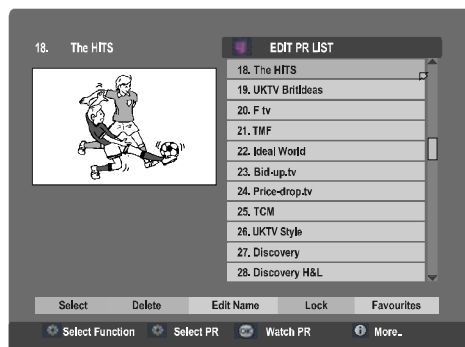 18. The HITS
EDIT PR LIST
18. The HITS
19. UKTV BritIdeas
20. F tv
21. TMF
22. Ideal World
23. Bid-up.tv
24. Price-drop.tv
25. TCM
26. UKTV Style
27. Discovery
28. Discovery H&L
Select Delete Edit Name Lock Favourites
Select Function Select PR OK Watch PR i More...